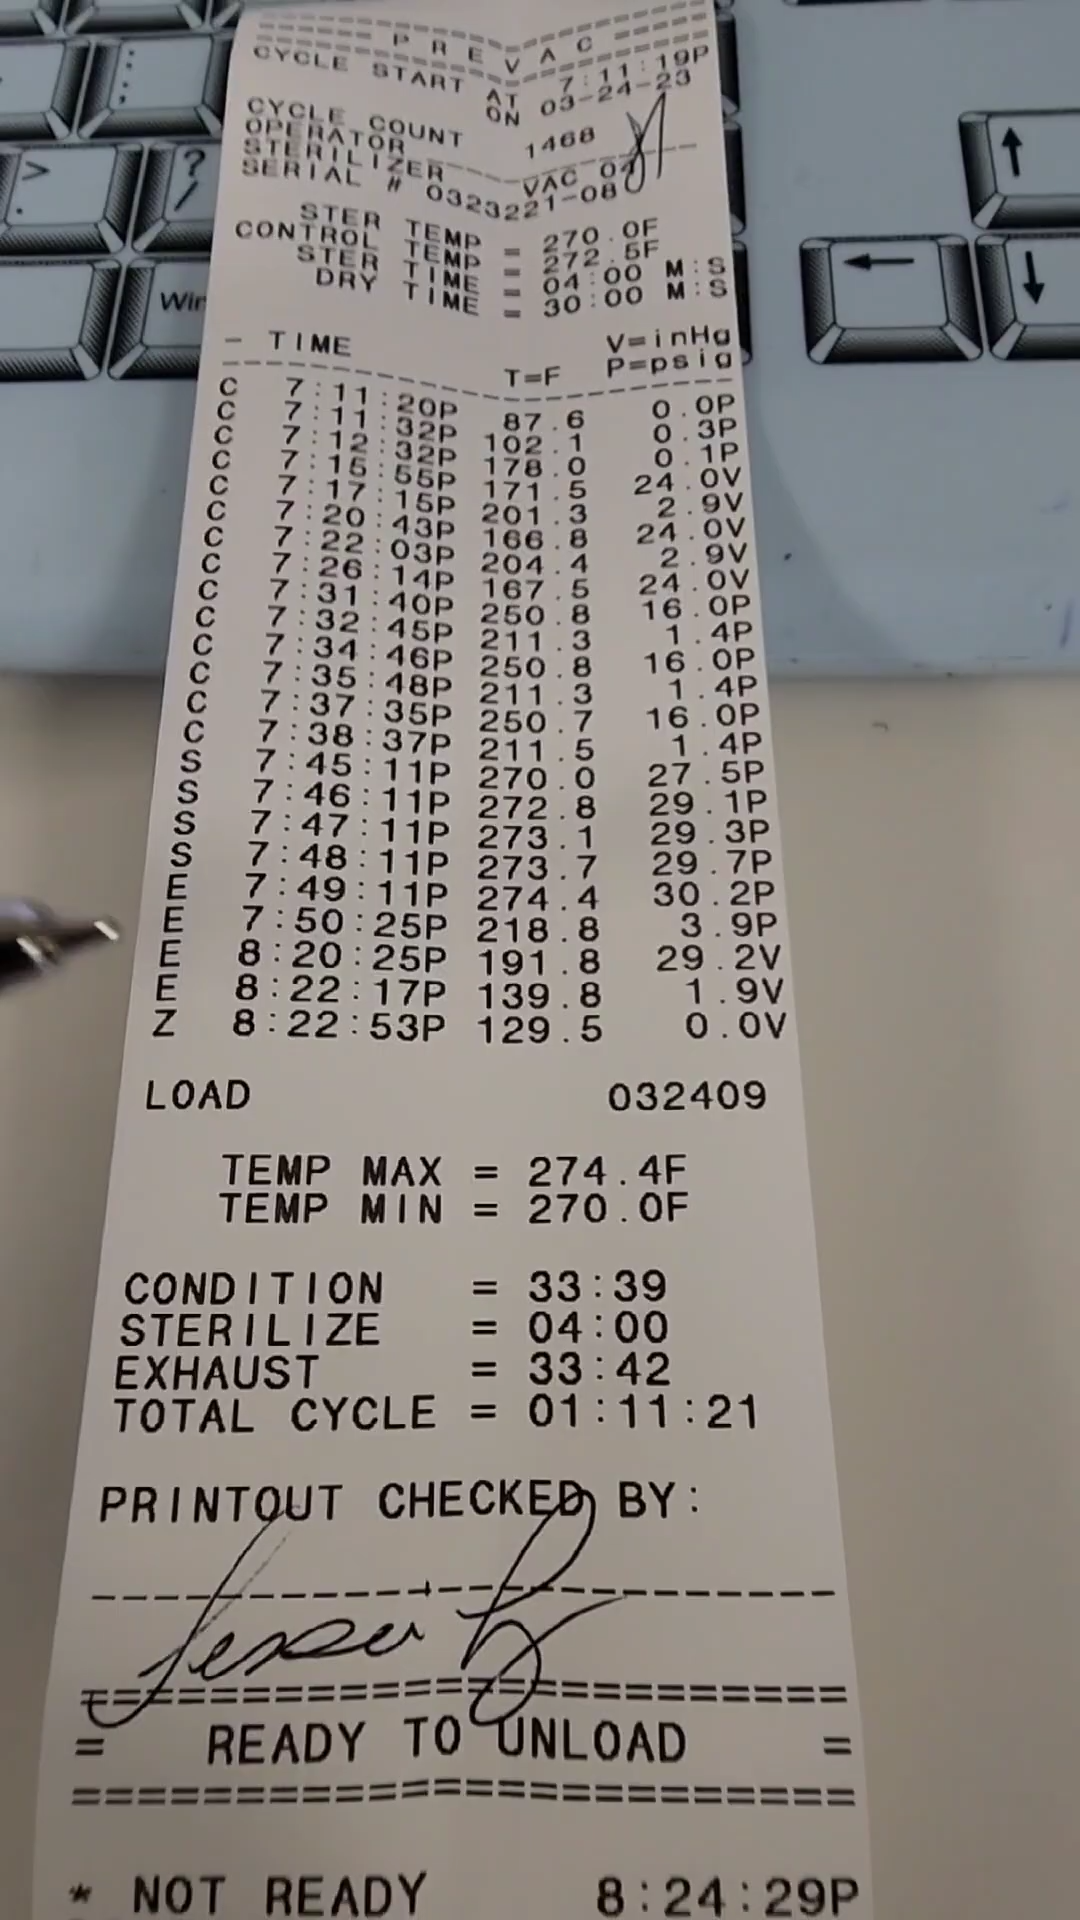 =====================
===== P R E V A C =====
=====================
CYCLE START AT 7:11:19P
ON 03-24-23
CYCLE COUNT 1468
OPERATOR
STERILIZER VAC 04
SERIAL # 0323221-08
STER TEMP = 270.0F
CONTROL TEMP = 272.5F
STER TIME = 04:00 M:S
DRY TIME = 30:00 M:S
- TIME T=F V=inHg P=psig
C 7:11:20P 87.6 0.0P
C 7:11:32P 102.1 0.3P
C 7:12:32P 178.0 0.1P
C 7:15:55P 171.5 24.0V
C 7:17:15P 201.3 2.9V
C 7:20:43P 166.8 24.0V
C 7:22:03P 204.4 2.9V
C 7:26:14P 167.5 24.0V
C 7:31:40P 250.8 16.0P
C 7:32:45P 211.3 1.4P
C 7:34:46P 250.8 16.0P
C 7:35:48P 211.3 1.4P
C 7:37:35P 250.7 16.0P
C 7:38:37P 211.5 1.4P
S 7:45:11P 270.0 27.5P
S 7:46:11P 272.8 29.1P
S 7:47:11P 273.1 29.3P
S 7:48:11P 273.7 29.7P
E 7:49:11P 274.4 30.2P
E 7:50:25P 218.8 3.9P
E 8:20:25P 191.8 29.2V
E 8:22:17P 139.8 1.9V
Z 8:22:53P 129.5 0.0V
LOAD 032409
TEMP MAX = 274.4F
TEMP MIN = 270.0F
CONDITION = 33:39
STERILIZE = 04:00
EXHAUST = 33:42
TOTAL CYCLE = 01:11:21
PRINTOUT CHECKED BY:
======================
= READY TO UNLOAD =
======================
* NOT READY 8:24:29P
>
.
?
/
Win